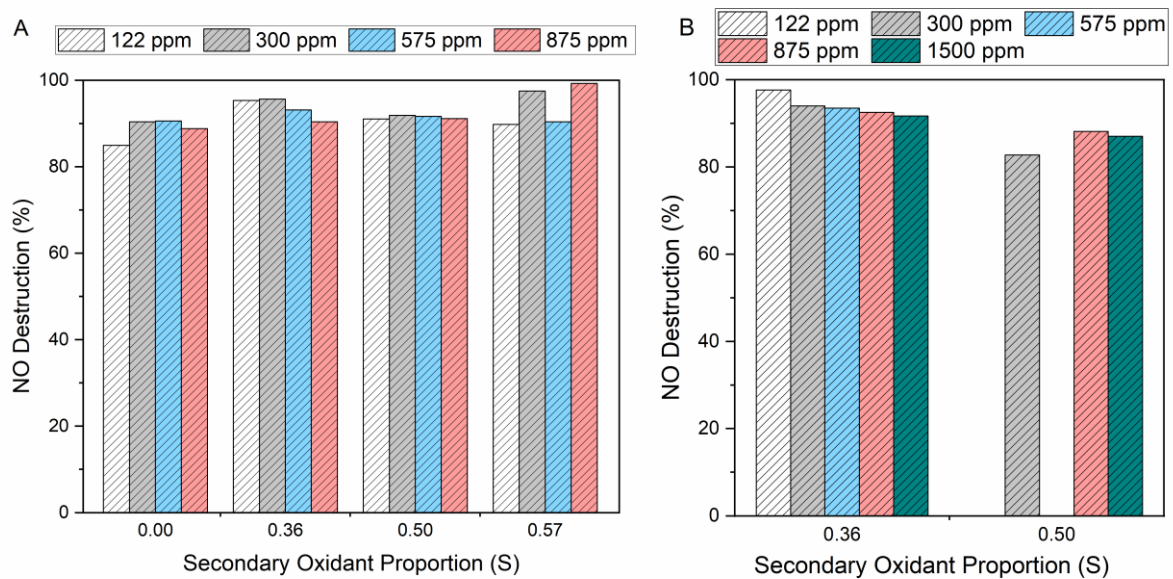 A
122 ppm 300 ppm 575 ppm 875 ppm
100
80
60
40
20
0
NO Destruction (%)
0.00 0.36 0.50 0.57
Secondary Oxidant Proportion (S)
B
122 ppm 300 ppm 575 ppm
875 ppm 1500 ppm
100
80
60
40
20
0
NO Destruction (%)
0.36 0.50
Secondary Oxidant Proportion (S)